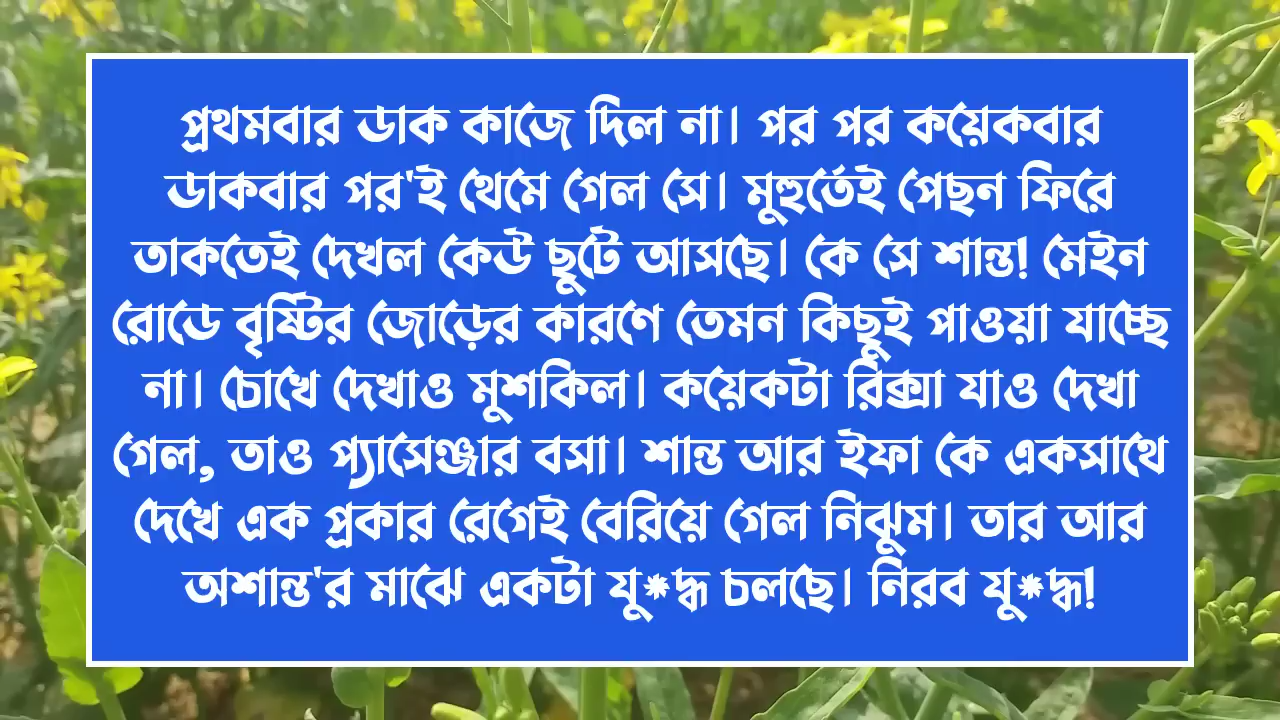 প্রথমবার ডাক কাজে দিল না। পর পর কয়েকবার
ডাকবার পর'ই থেমে গেল সে। মুহুর্তেই পেছন ফিরে
তাকতেই দেখল কেউ ছুটে আসছে। কে সে শান্ত! মেইন
রোডে বৃষ্টির জোড়ের কারণে তেমন কিছুই পাওয়া যাচ্ছে
না। চোখে দেখাও মুশকিল। কয়েকটা রিক্সা যাও দেখা
গেল, তাও প্যাসেঞ্জার বসা। শান্ত আর ইফা কে একসাথে
দেখে এক প্রকার রেগেই বেরিয়ে গেল নিঝুম। তার আর
অশান্ত'র মাঝে একটা যু*দ্ধ চলছে। নিরব যু*দ্ধ!